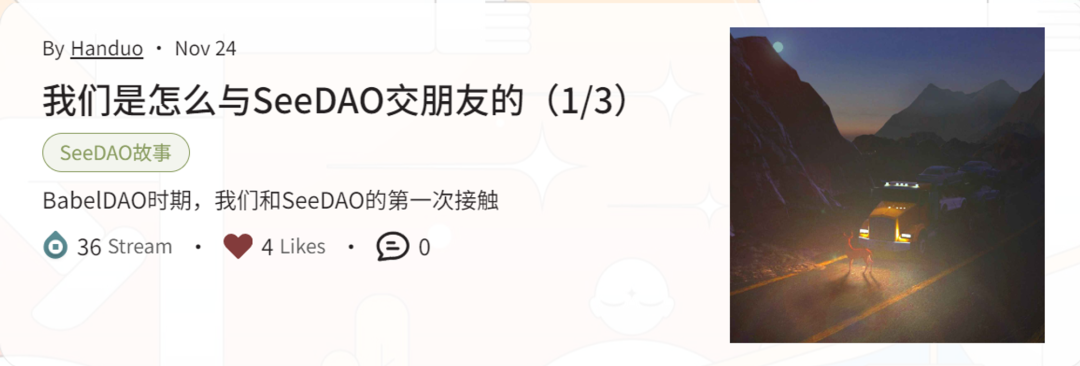 By Handuo · Nov 24
我们是怎么与SeeDAO交朋友的（1/3）
SeeDAO故事
BabelDAO时期，我们和SeeDAO的第一次接触
36 Stream · 4 Likes · 0